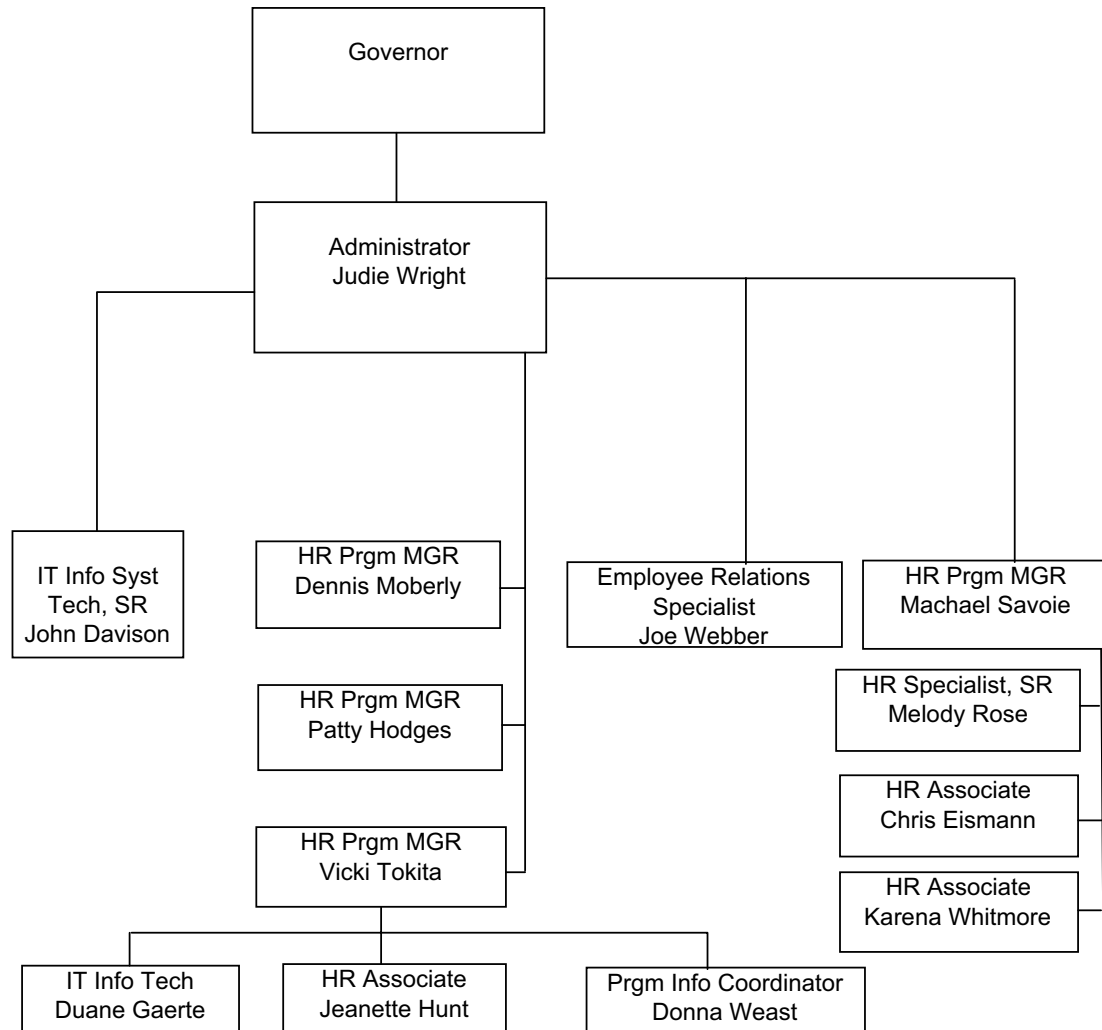 Governor
Administrator
Judie Wright
IT Info Syst
Tech, SR
John Davison
HR Prgm MGR
Dennis Moberly
HR Prgm MGR
Patty Hodges
HR Prgm MGR
Vicki Tokita
IT Info Tech
Duane Gaerte
HR Associate
Jeanette Hunt
Prgm Info Coordinator
Donna Weast
Employee Relations
Specialist
Joe Webber
HR Prgm MGR
Machael Savoie
HR Specialist, SR
Melody Rose
HR Associate
Chris Eismann
HR Associate
Karena Whitmore